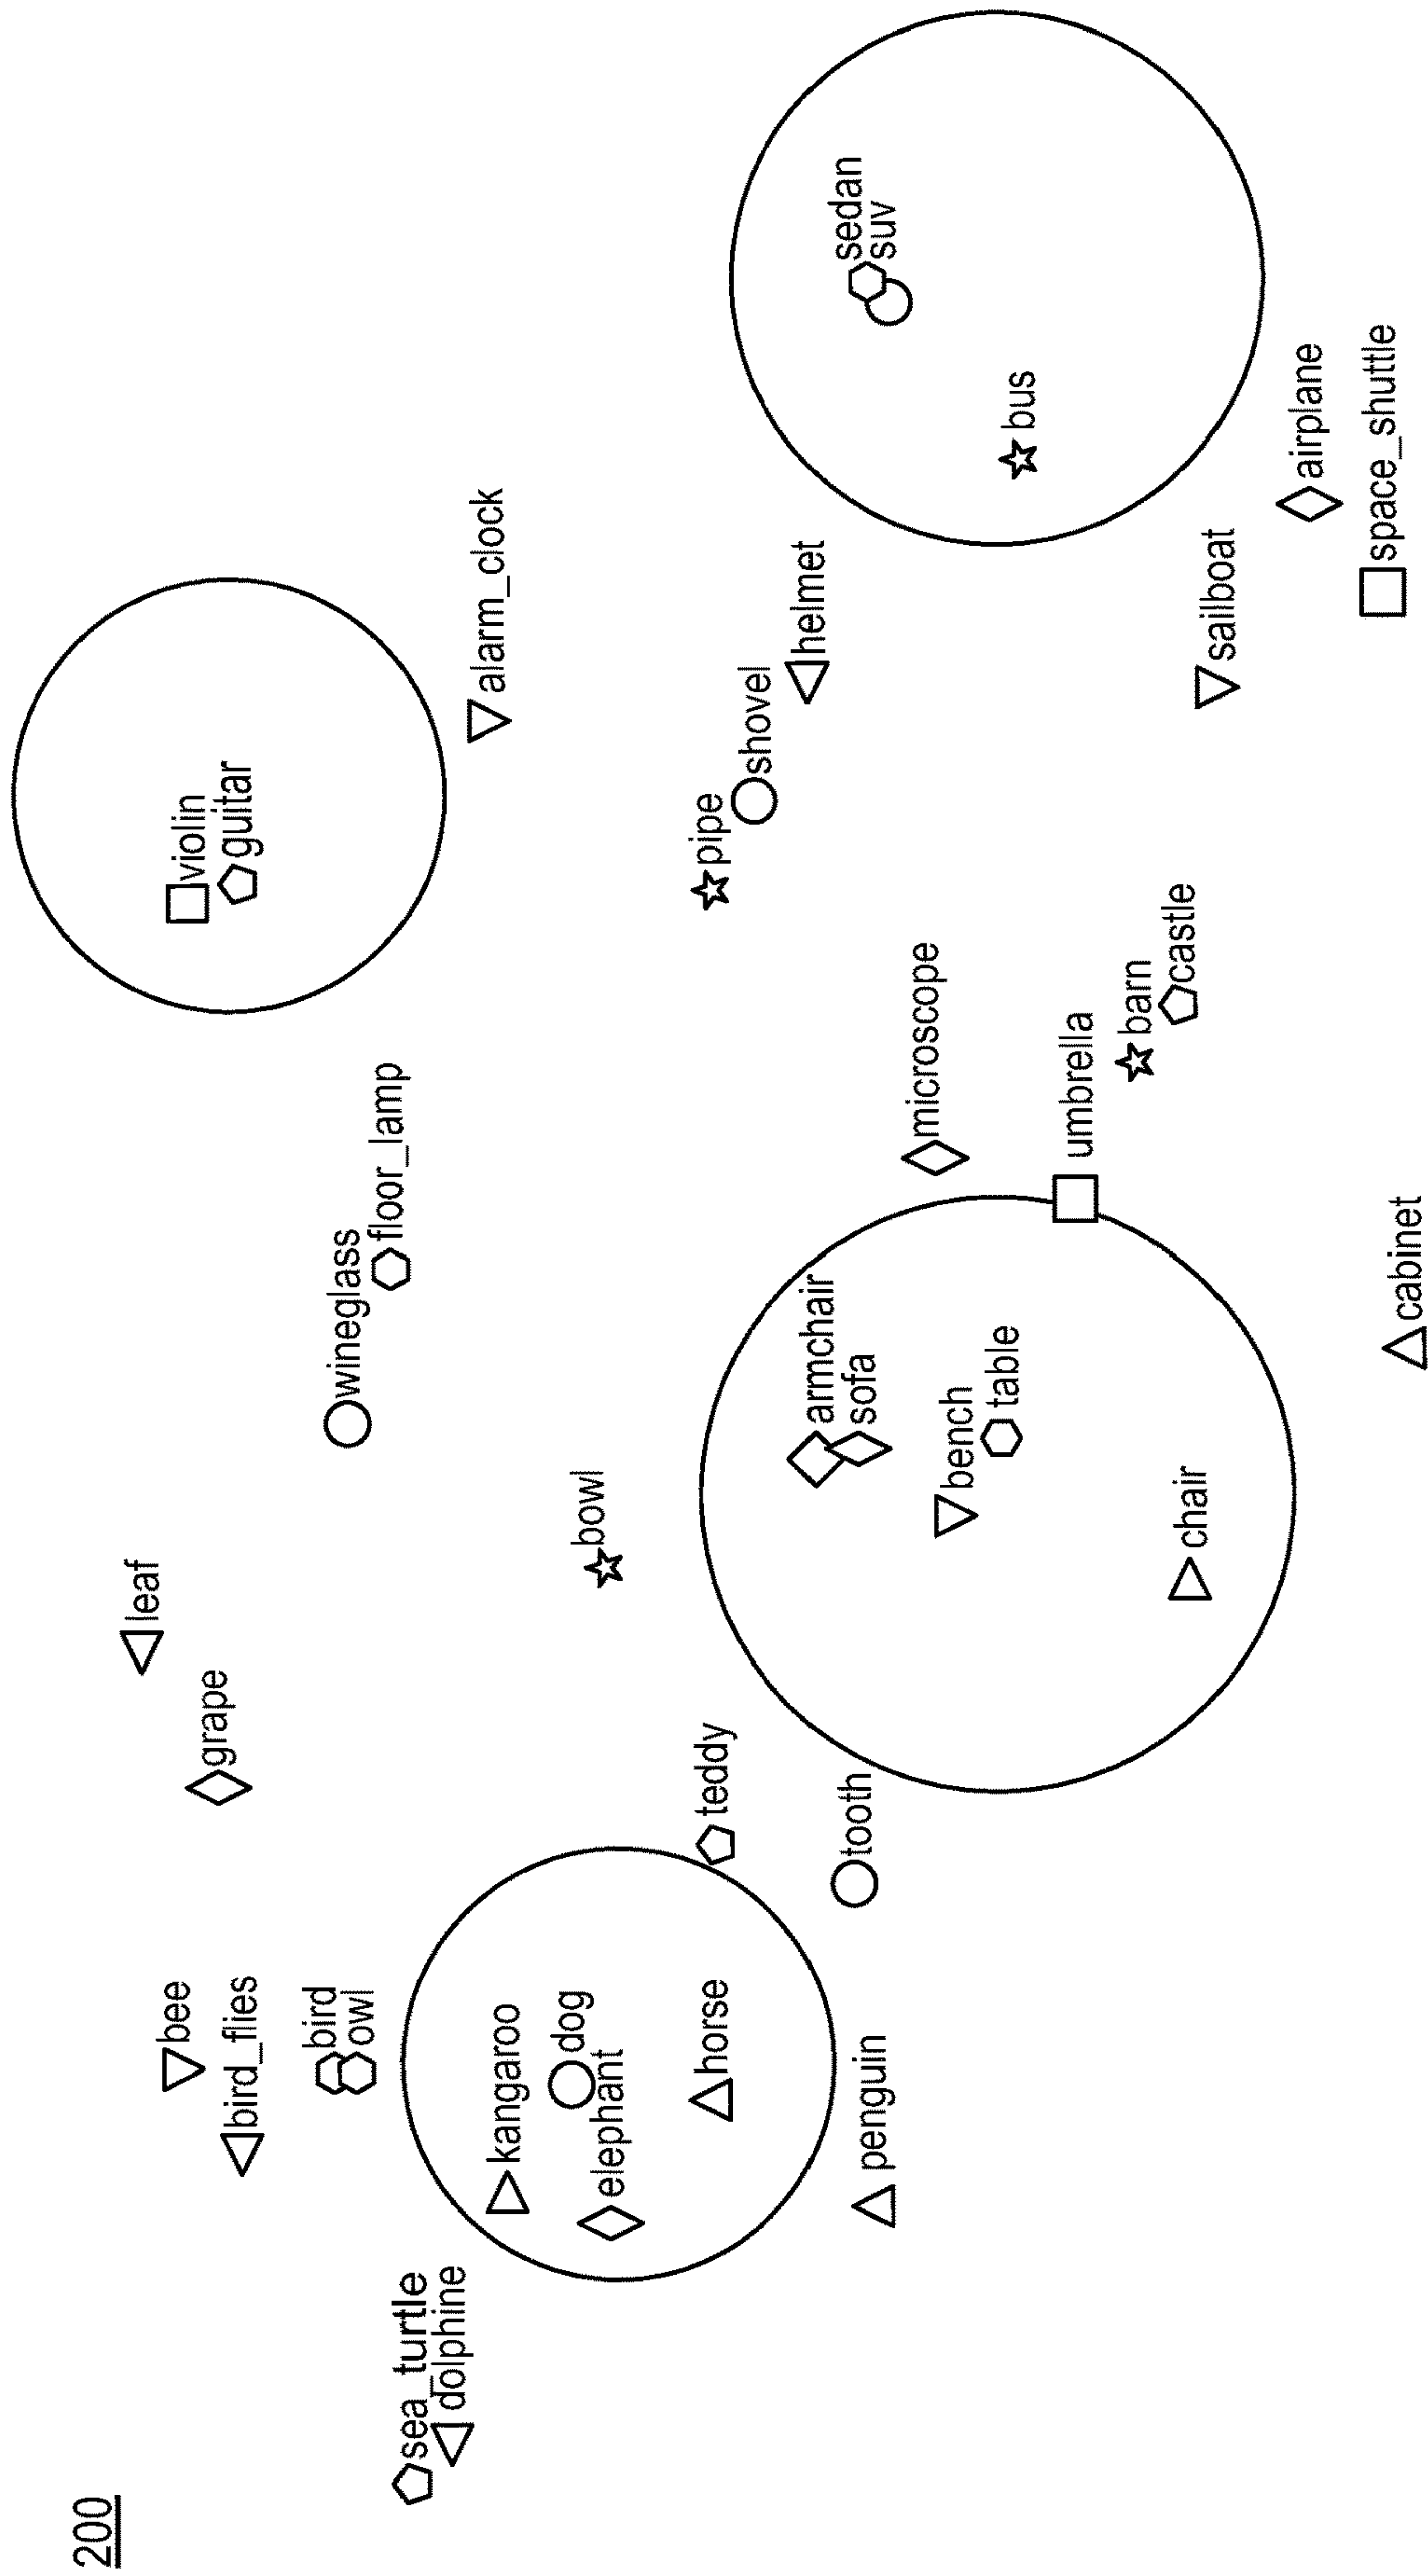 200
sea_turtle
dolphine
bee
bird_flies
bird
owl
kangaroo
dog
elephant
horse
penguin
grape
leaf
teddy
tooth
bowl
wineglass
floor_lamp
armchair
sofa
bench
table
chair
cabinet
microscope
umbrella
barn
castle
violin
guitar
alarm_clock
pipe
shovel
helmet
sailboat
airplane
space_shuttle
bus
sedan
suv